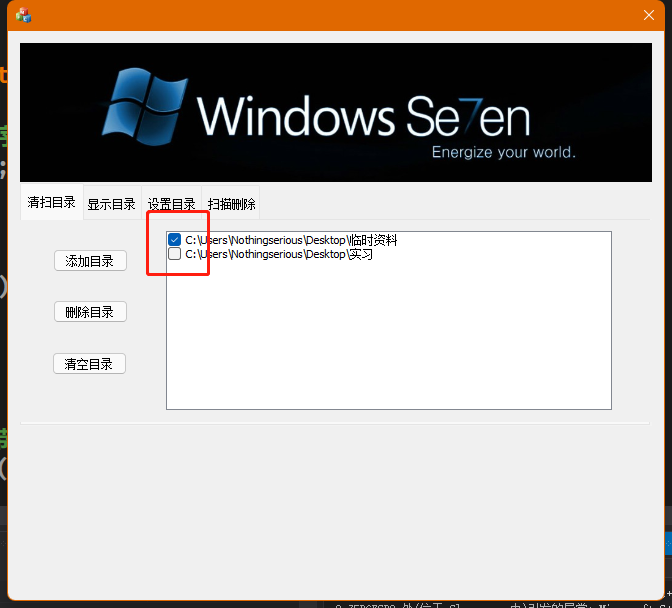 Windows Se7en
Energize your world.
清扫目录 显示目录 设置目录 扫描删除
添加目录
删除目录
清空目录
C:\Users\Nothingserious\Desktop\临时资料
C:\Users\Nothingserious\Desktop\实习